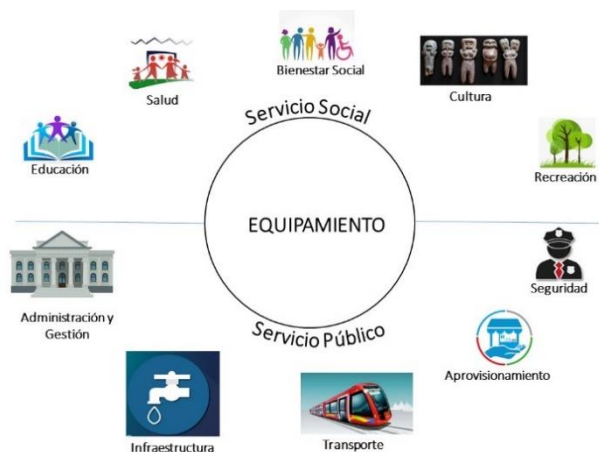 Bienestar Social
Salud
Cultura
Servicio Social
Educación
Recreación
EQUIPAMIENTO
Administración y
Gestión
Seguridad
Servicio Público
Aprovisionamiento
Infraestructura
Transporte